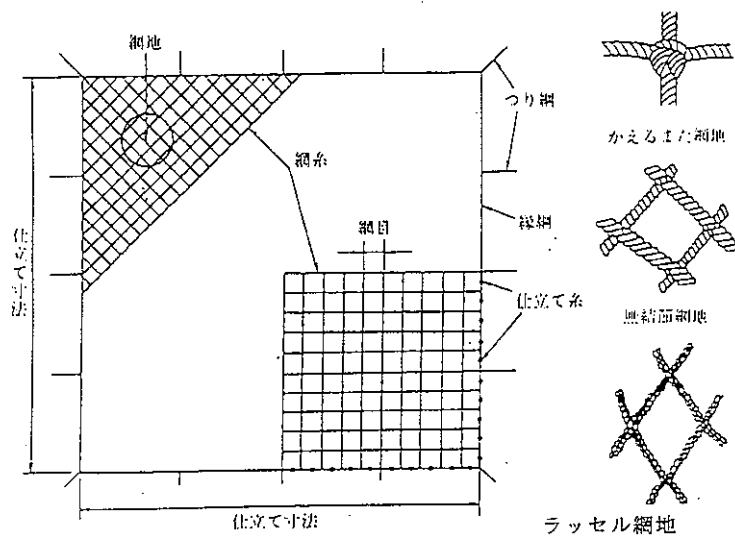 網地
つり綱
かえるまた網地
網糸
網目
縁綱
仕立て寸法
仕立て糸
無結節網地
仕立て寸法
ラッセル網地